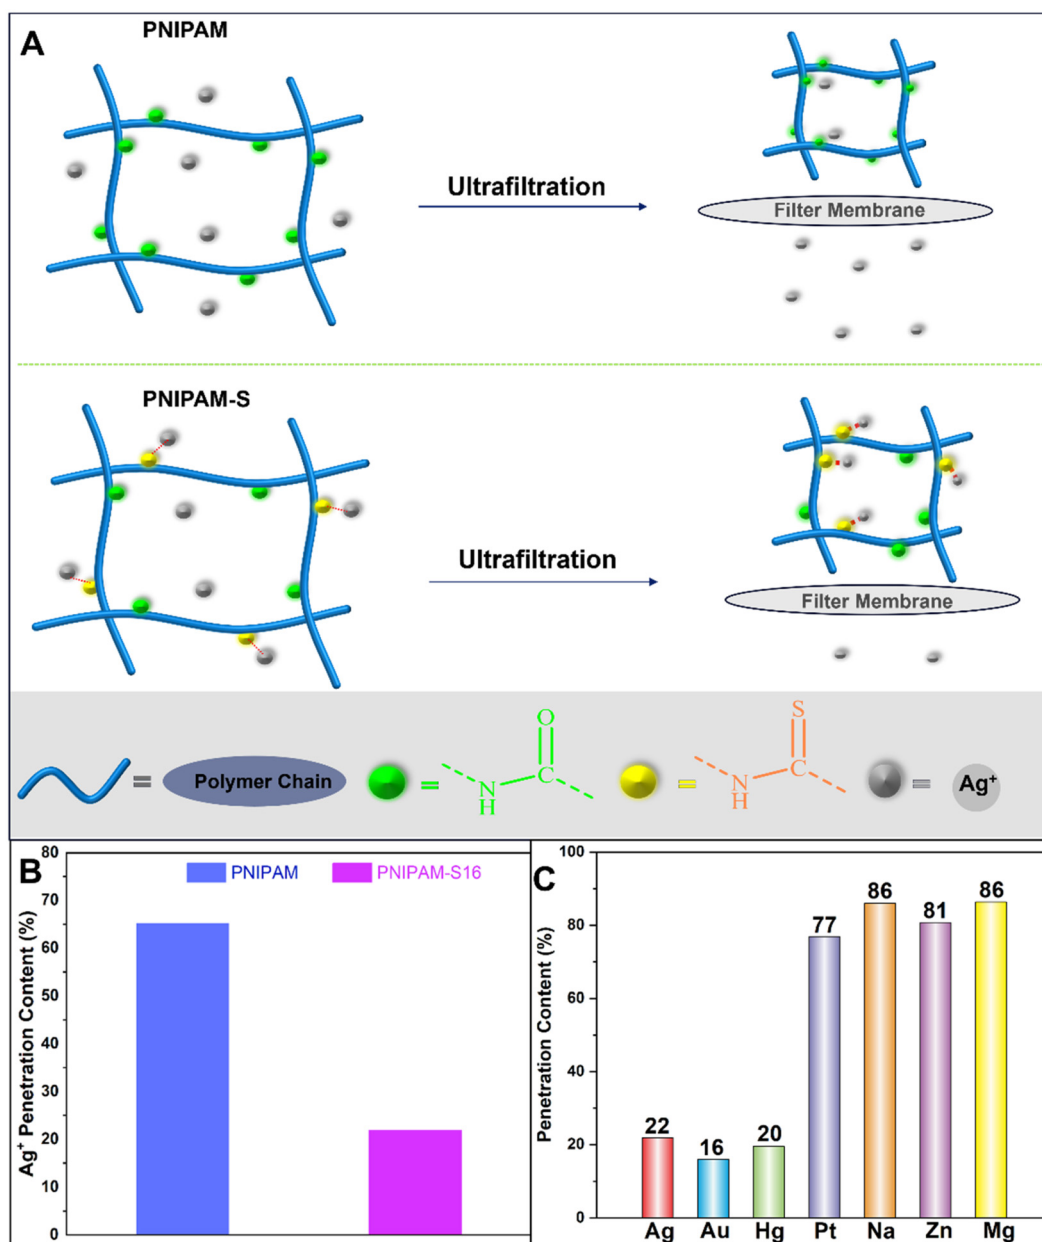 A
PNIPAM
Ultrafiltration
Filter Membrane
PNIPAM-S
Ultrafiltration
Filter Membrane
Polymer Chain
=
O
N
H
C
=
S
N
H
C
=
Ag⁺
B
Ag⁺ Penetration Content (%)
80
70
60
50
40
30
20
10
0
PNIPAM
PNIPAM-S16
C
Penetration Content (%)
100
80
60
40
20
0
22
16
20
77
86
81
86
Ag Au Hg Pt Na Zn Mg